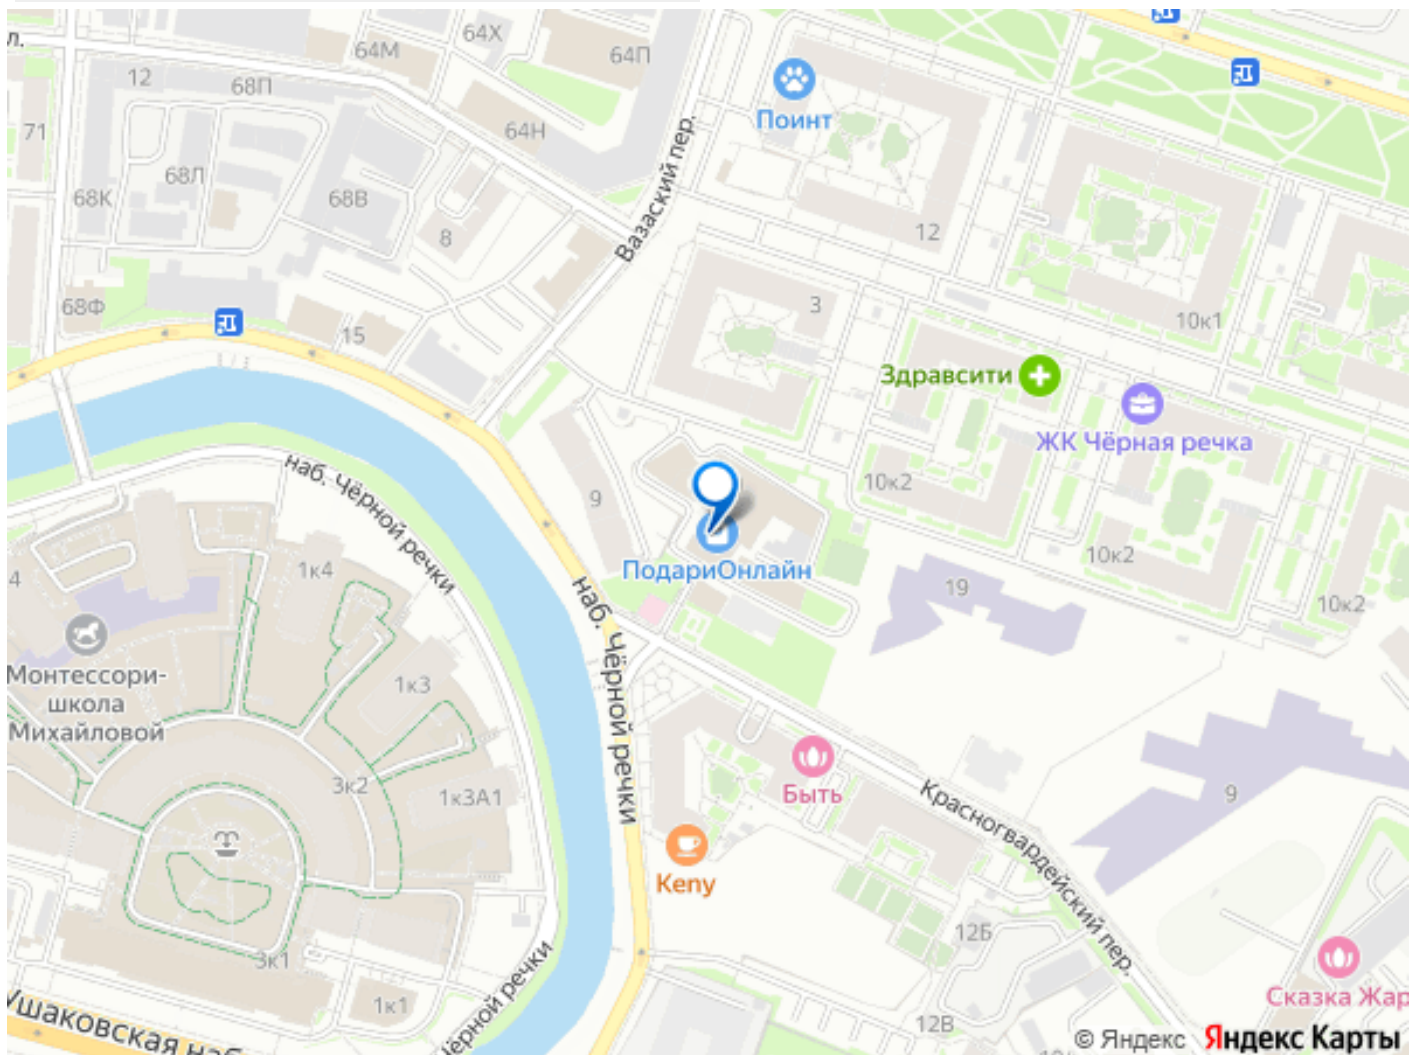 л.
64М
64Х
64П
12
68П
64Н
Поинт
71
68Л
68К
68В
8
Вазаский пер.
12
68Ф
15
3
10к1
Здравсити
ЖК Чёрная речка
наб. Чёрной речки
9
10к2
ПодариОнлайн
10к2
1к4
19
10к2
4
наб. Чёрной речки
Монтессори-
школа
Михайловой
1к3
3к2
1к3А1
Быть
Красногвардейский пер.
9
Keny
12Б
3к1
1к1
Чёрной речки
Сказка Жар
Ушаковская наб
12В
© Яндекс Яндекс Карты